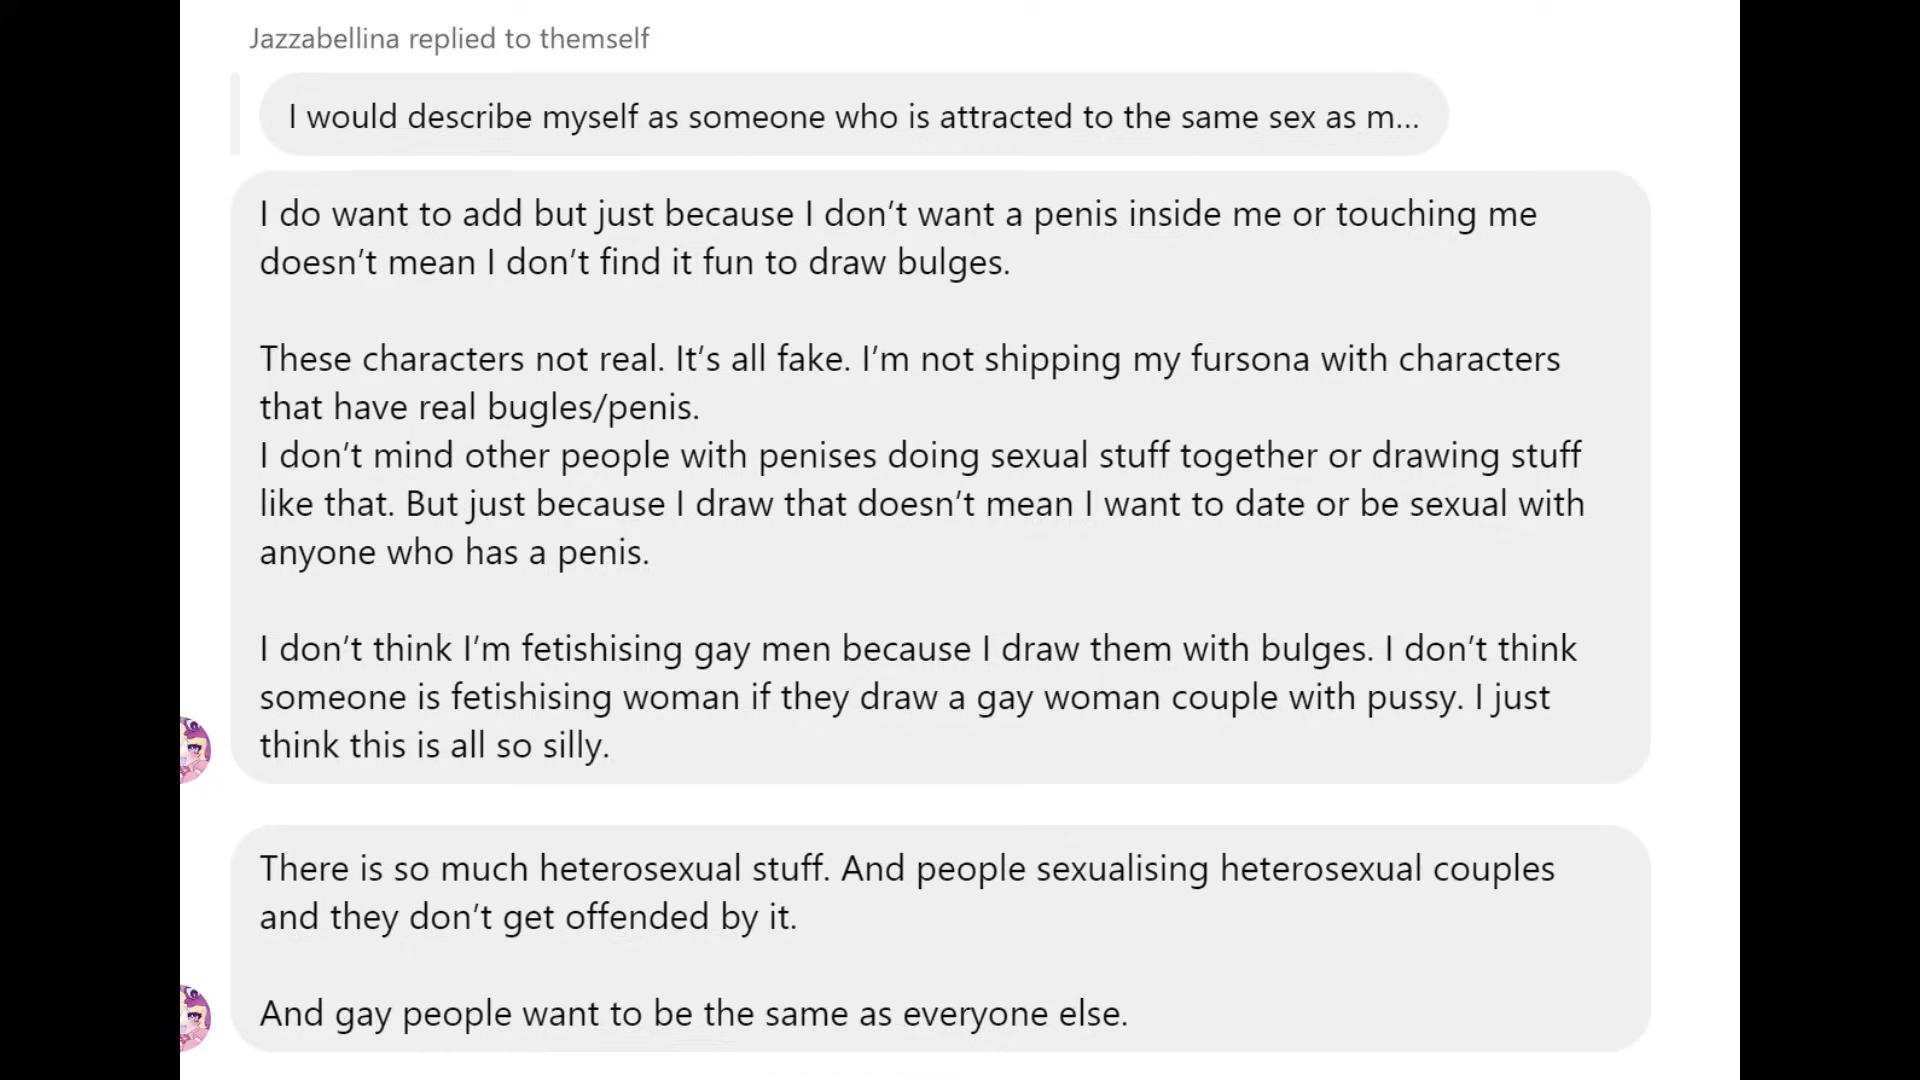 Jazzabellina replied to themself
I would describe myself as someone who is attracted to the same sex as m...
I do want to add but just because I don’t want a penis inside me or touching me
doesn’t mean I don’t find it fun to draw bulges.
These characters not real. It’s all fake. I’m not shipping my fursona with characters
that have real bugles/penis.
I don’t mind other people with penises doing sexual stuff together or drawing stuff
like that. But just because I draw that doesn’t mean I want to date or be sexual with
anyone who has a penis.
I don’t think I’m fetishising gay men because I draw them with bulges. I don’t think
someone is fetishising woman if they draw a gay woman couple with pussy. I just
think this is all so silly.
There is so much heterosexual stuff. And people sexualising heterosexual couples
and they don’t get offended by it.
And gay people want to be the same as everyone else.